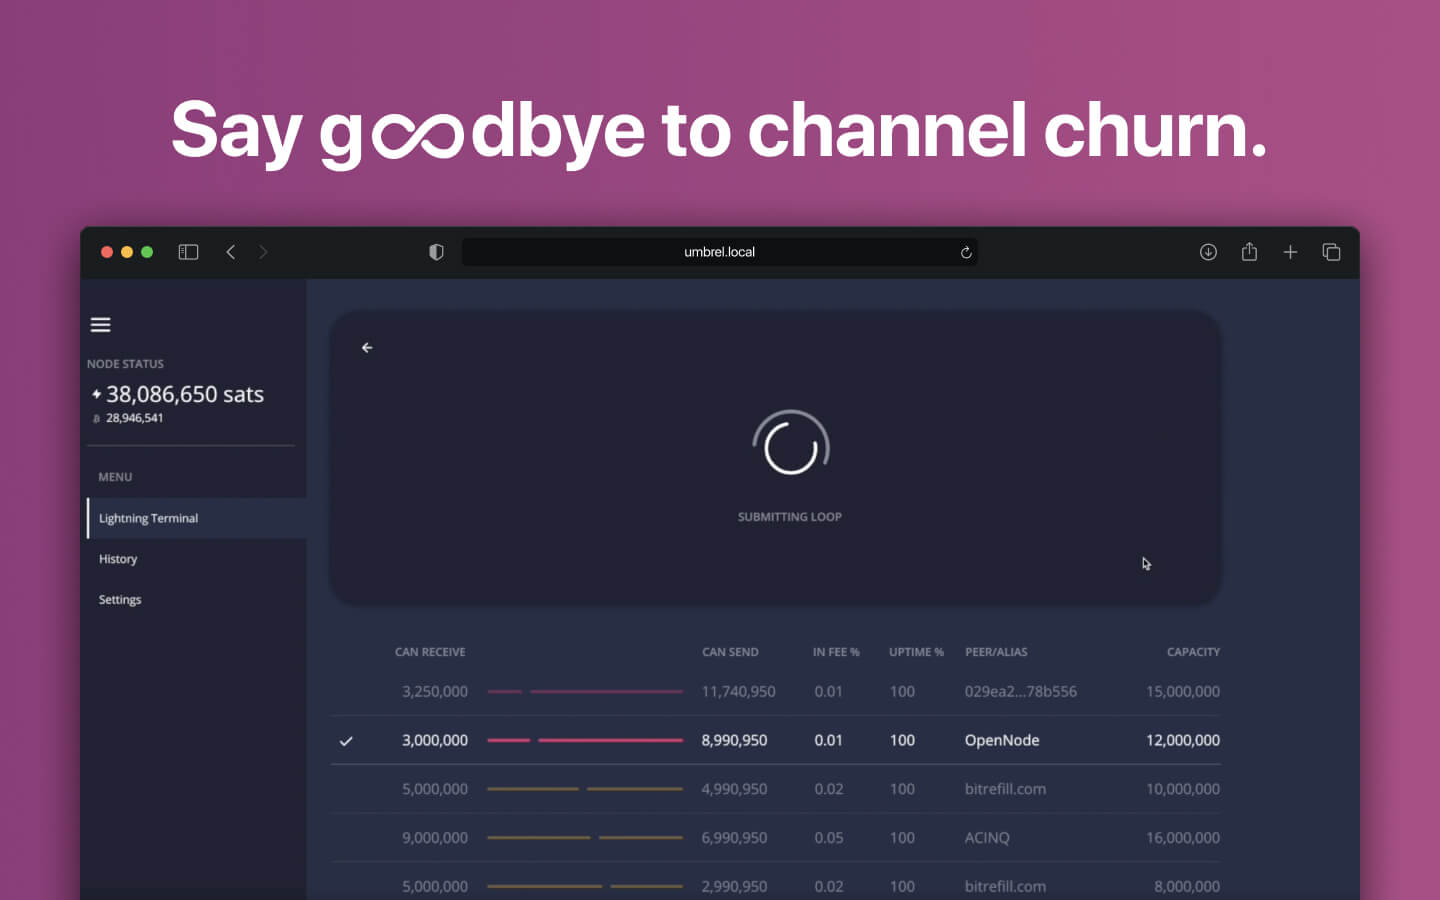 Say g∞dbye to channel churn.
umbrel.local
NODE STATUS
38,086,650 sats
28,946,541
MENU
Lightning Terminal
History
Settings
SUBMITTING LOOP
CAN RECEIVE CAN SEND IN FEE % UPTIME % PEER/ALIAS CAPACITY
3,250,000 11,740,950 0.01 100 029ea2...78b556 15,000,000
3,000,000 8,990,950 0.01 100 OpenNode 12,000,000
5,000,000 4,990,950 0.02 100 bitrefill.com 10,000,000
9,000,000 6,990,950 0.05 100 ACINQ 16,000,000
5,000,000 2,990,950 0.02 100 bitrefill.com 8,000,000